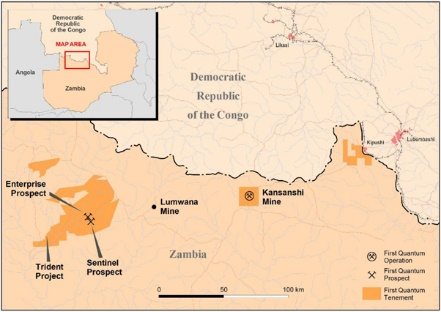 Democratic
Republic
of the Congo
MAP AREA
Angola
Zambia
Likasi
Democratic
Republic
of the Congo
Kipushi
Lubumbashi
Enterprise
Prospect
Lumwana
Mine
Kansanshi
Mine
Trident
Project
Sentinel
Prospect
Zambia
First Quantum
Operation
First Quantum
Prospect
First Quantum
Tenement
0
50
100 km